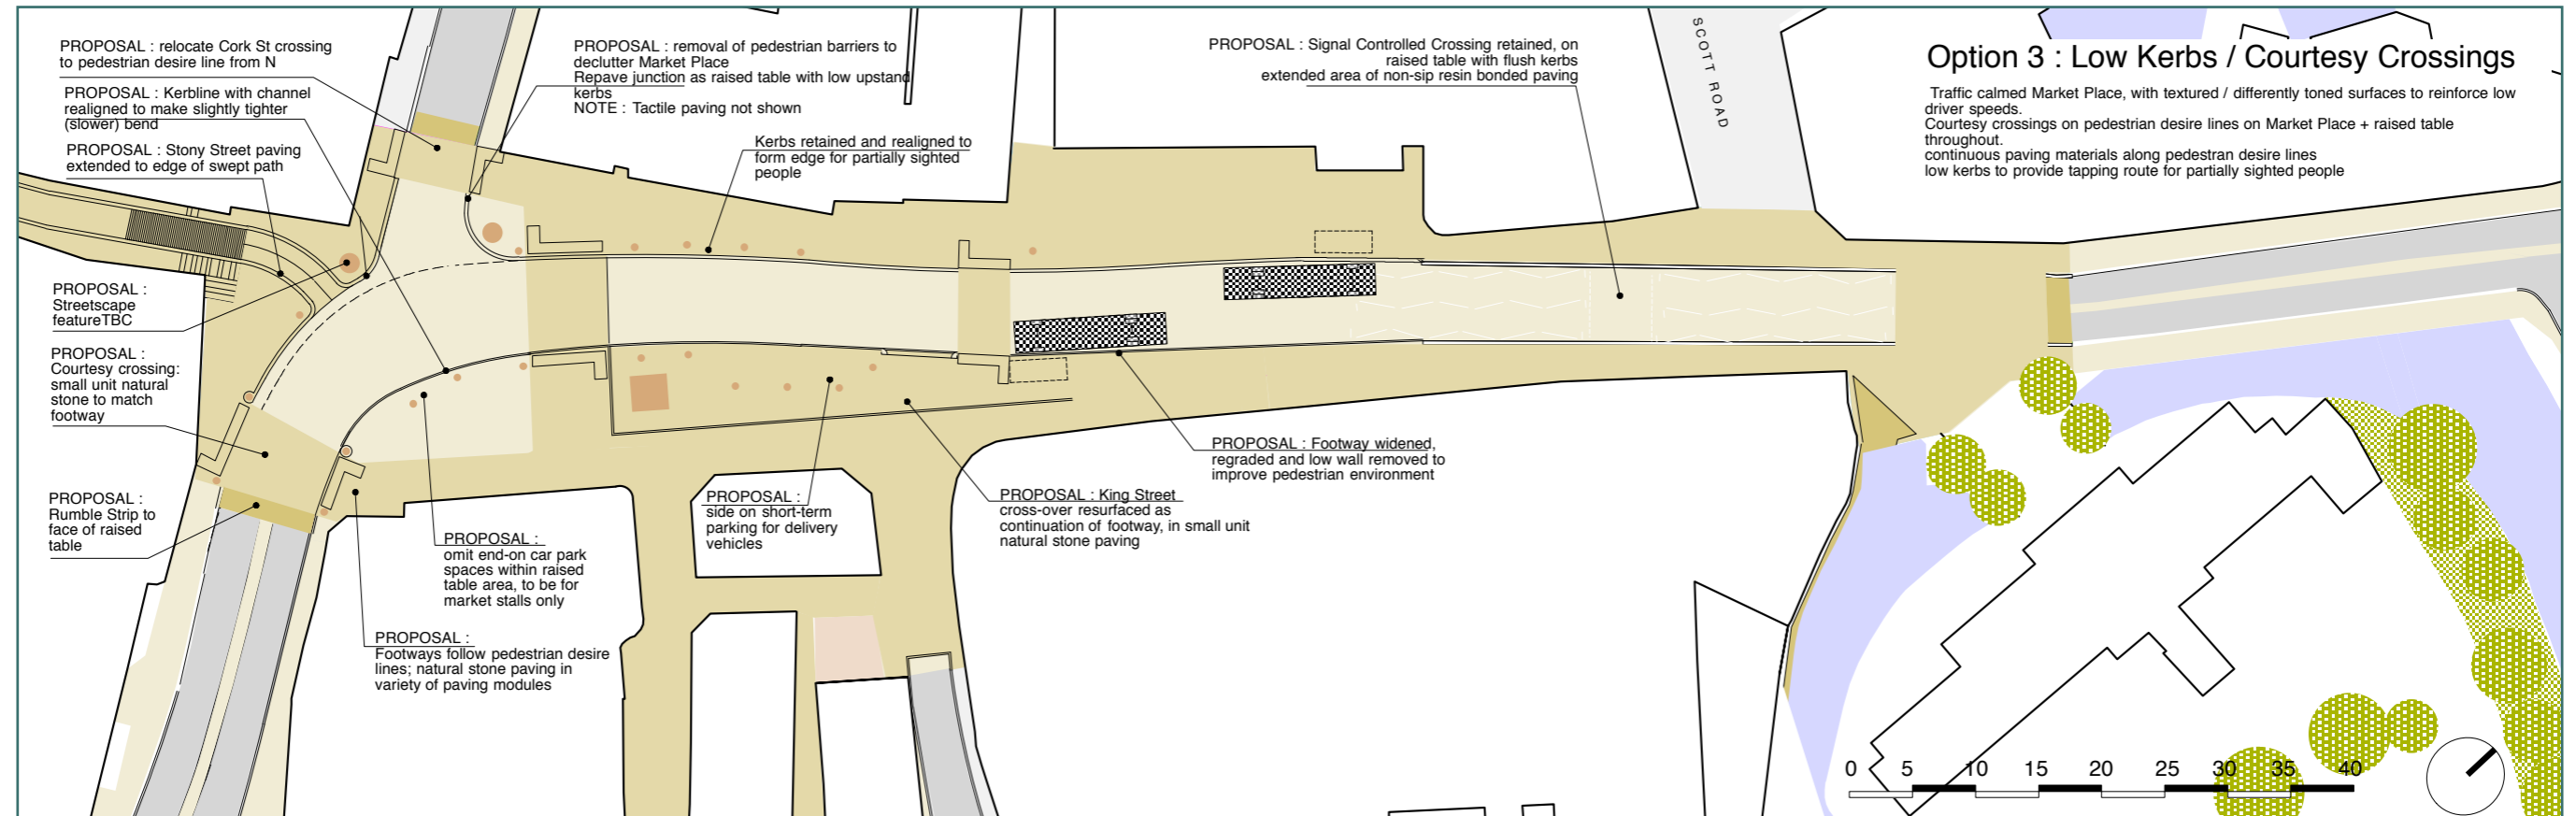 PROPOSAL : relocate Cork St crossing
to pedestrian desire line from N
PROPOSAL : Kerbline with channel
realigned to make slightly tighter
(slower) bend
PROPOSAL : Stony Street paving
extended to edge of swept path
PROPOSAL :
Streetscape
featureTBC
PROPOSAL :
Courtesy crossing:
small unit natural
stone to match
footway
PROPOSAL :
Rumble Strip to
face of raised
table
PROPOSAL : removal of pedestrian barriers to
declutter Market Place
Repave junction as raised table with low upstand
kerbs
NOTE : Tactile paving not shown
Kerbs retained and realigned to
form edge for partially sighted
people
PROPOSAL : Signal Controlled Crossing retained, on
raised table with flush kerbs
extended area of non-sip resin bonded paving
SCOTT ROAD
Option 3 : Low Kerbs / Courtesy Crossings
Traffic calmed Market Place, with textured / differently toned surfaces to reinforce low
driver speeds.
Courtesy crossings on pedestrian desire lines on Market Place + raised table
throughout.
continuous paving materials along pedestran desire lines
low kerbs to provide tapping route for partially sighted people
PROPOSAL :
omit end-on car park
spaces within raised
table area, to be for
market stalls only
PROPOSAL :
Footways follow pedestrian desire
lines; natural stone paving in
variety of paving modules
PROPOSAL :
side on short-term
parking for delivery
vehicles
PROPOSAL : King Street
cross-over resurfaced as
continuation of footway, in small unit
natural stone paving
PROPOSAL : Footway widened,
regraded and low wall removed to
improve pedestrian environment
0 5 10 15 20 25 30 35 40